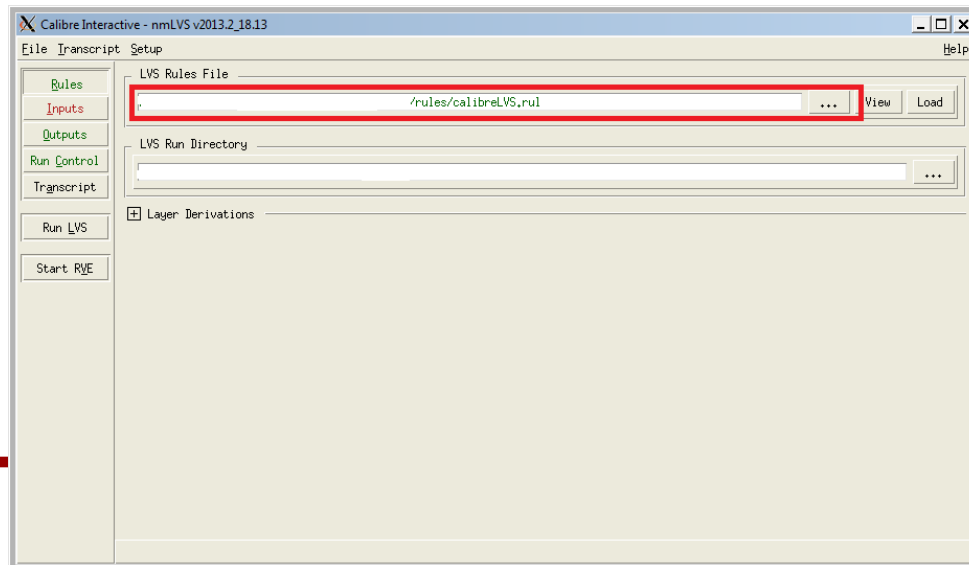 Calibre Interactive - nmLVS v2013.2_18.13
File Transcript Setup Help
Rules
Inputs
Outputs
Run Control
Transcript
Run LVS
Start RVE
LVS Rules File
/rules/calibreLVS.rul ... View Load
LVS Run Directory
...
+ Layer Derivations